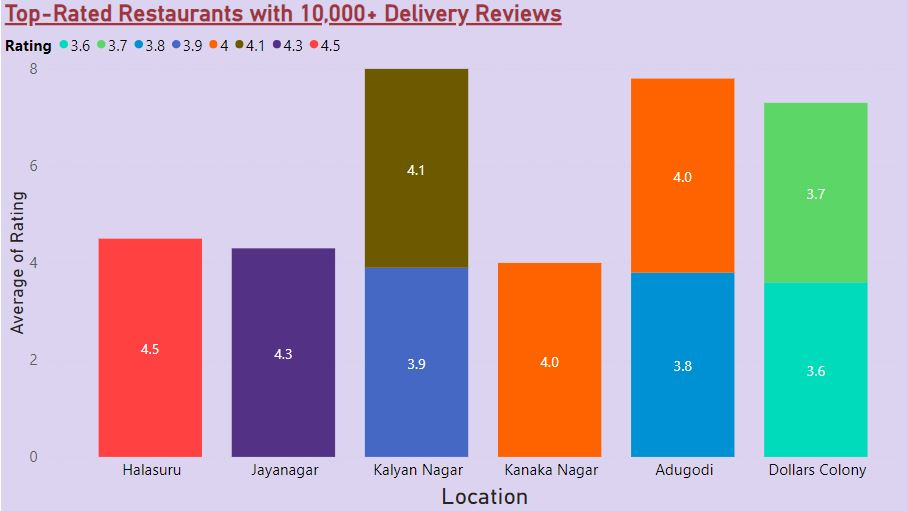 Top-Rated Restaurants with 10,000+ Delivery Reviews
Rating 3.6 3.7 3.8 3.9 4 4.1 4.3 4.5
8
6
4
2
0
Average of Rating
4.5
4.3
4.1
3.9
4.0
4.0
3.8
3.7
3.6
Halasuru Jayanagar Kalyan Nagar Kanaka Nagar Adugodi Dollars Colony
Location